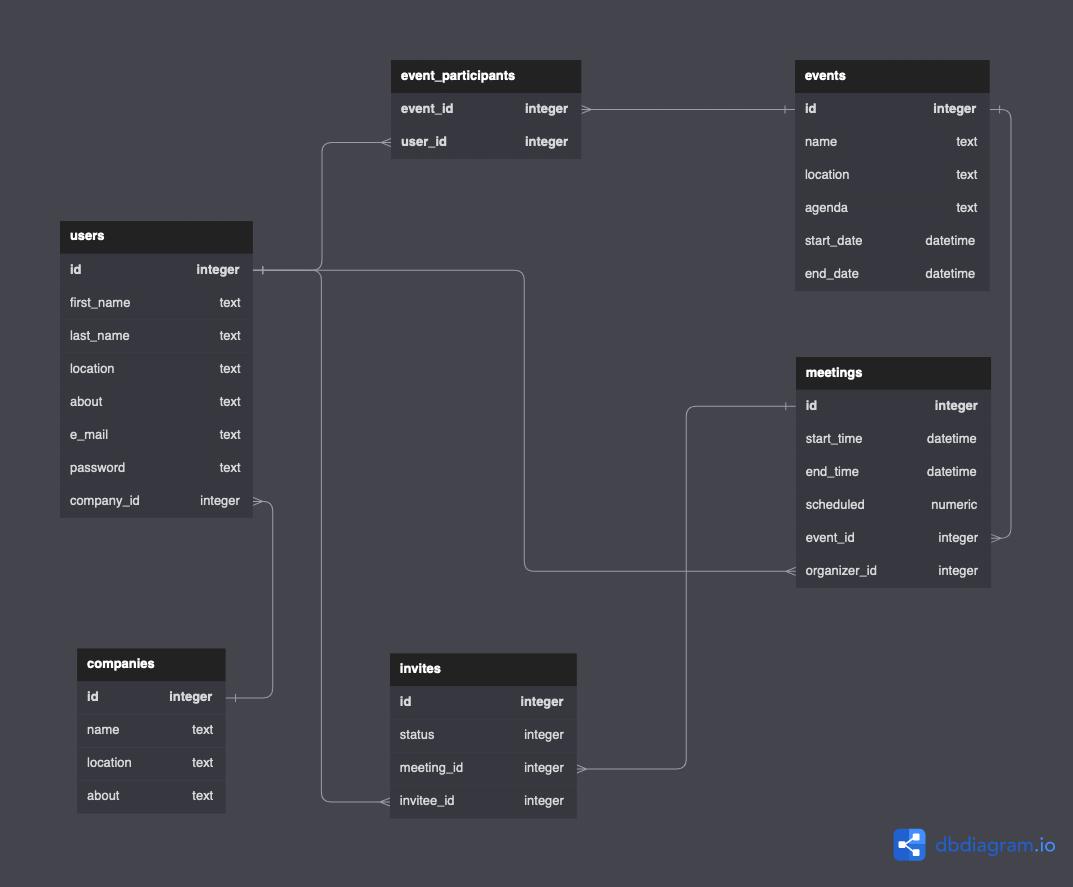 event_participants
event_id integer
user_id integer
events
id integer
name text
location text
agenda text
start_date datetime
end_date datetime
users
id integer
first_name text
last_name text
location text
about text
e_mail text
password text
company_id integer
meetings
id integer
start_time datetime
end_time datetime
scheduled numeric
event_id integer
organizer_id integer
companies
id integer
name text
location text
about text
invites
id integer
status integer
meeting_id integer
invitee_id integer
dbdiagram.io